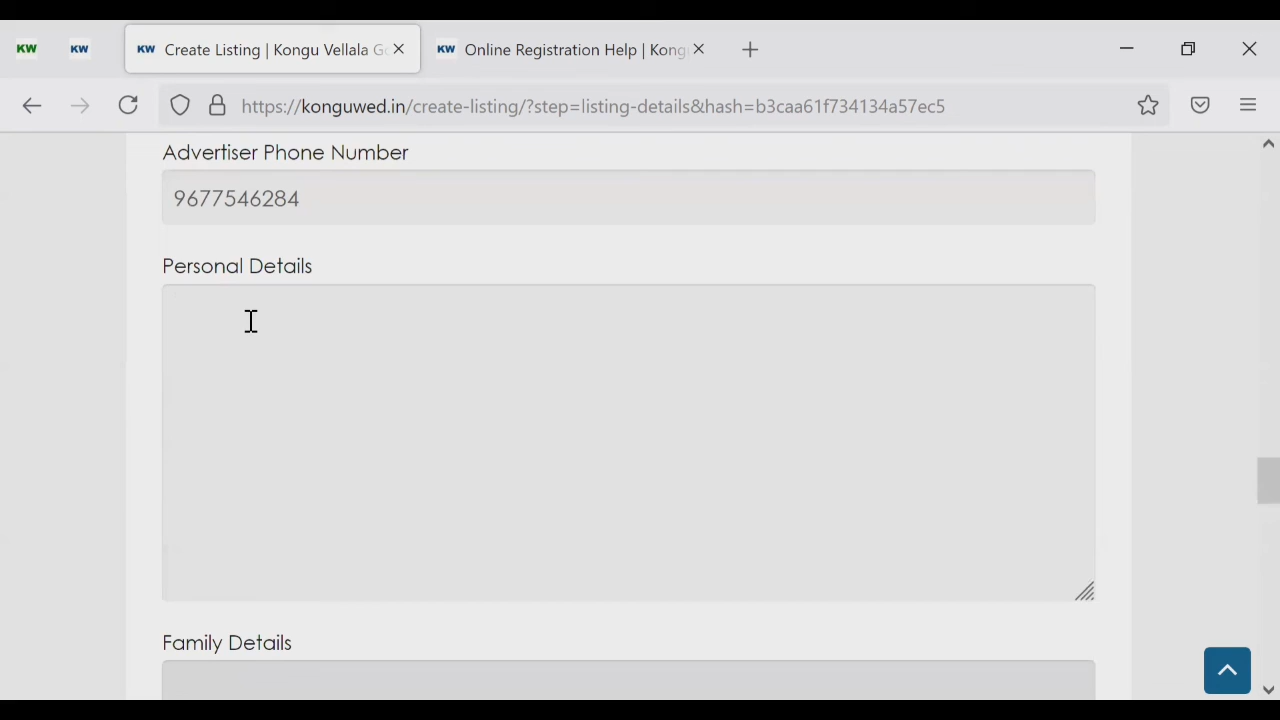 KW
KW
KW Create Listing | Kongu Vellala Go
KW Online Registration Help | Kong
https://konguwed.in/create-listing/?step=listing-details&hash=b3caa61f734134a57ec5
Advertiser Phone Number
9677546284
Personal Details
Family Details